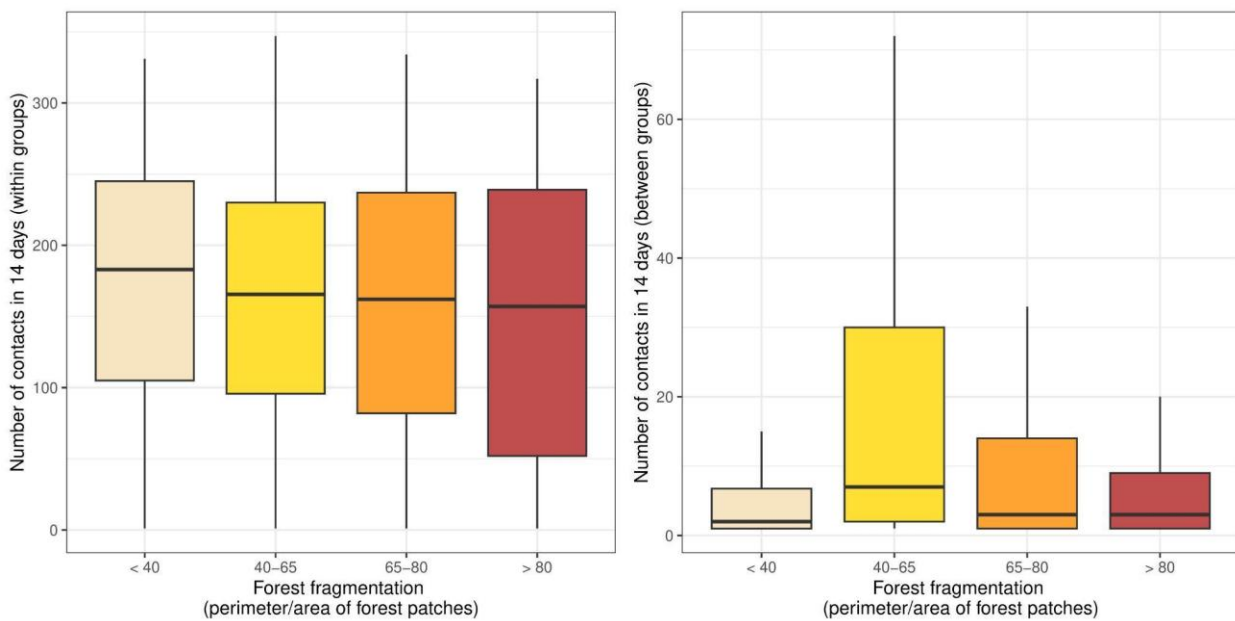 Number of contacts in 14 days (within groups)
300
200
100
0
< 40
40–65
65–80
> 80
Forest fragmentation
(perimeter/area of forest patches)
Number of contacts in 14 days (between groups)
60
40
20
0
< 40
40–65
65–80
> 80
Forest fragmentation
(perimeter/area of forest patches)